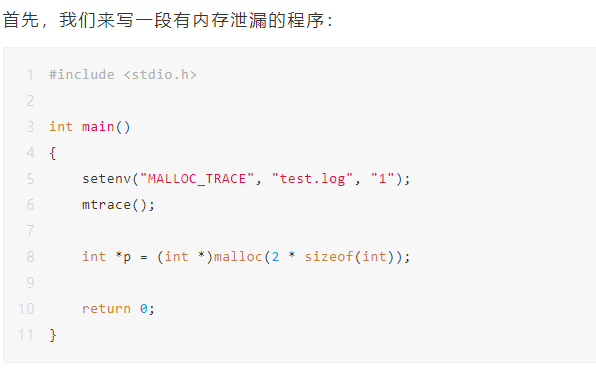 首先，我们来写一段有内存泄漏的程序：
1 #include <stdio.h>
2
3 int main()
4 {
5     setenv("MALLOC_TRACE", "test.log", "1");
6     mtrace();
7
8     int *p = (int *)malloc(2 * sizeof(int));
9
10     return 0;
11 }